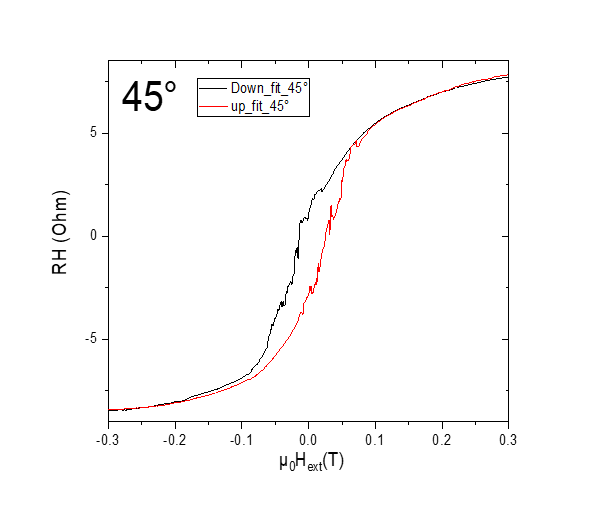 45°
Down_fit_45°
up_fit_45°
5
0
-5
RH (Ohm)
-0.3 -0.2 -0.1 0.0 0.1 0.2 0.3
μ₀Hₑₓₜ(T)